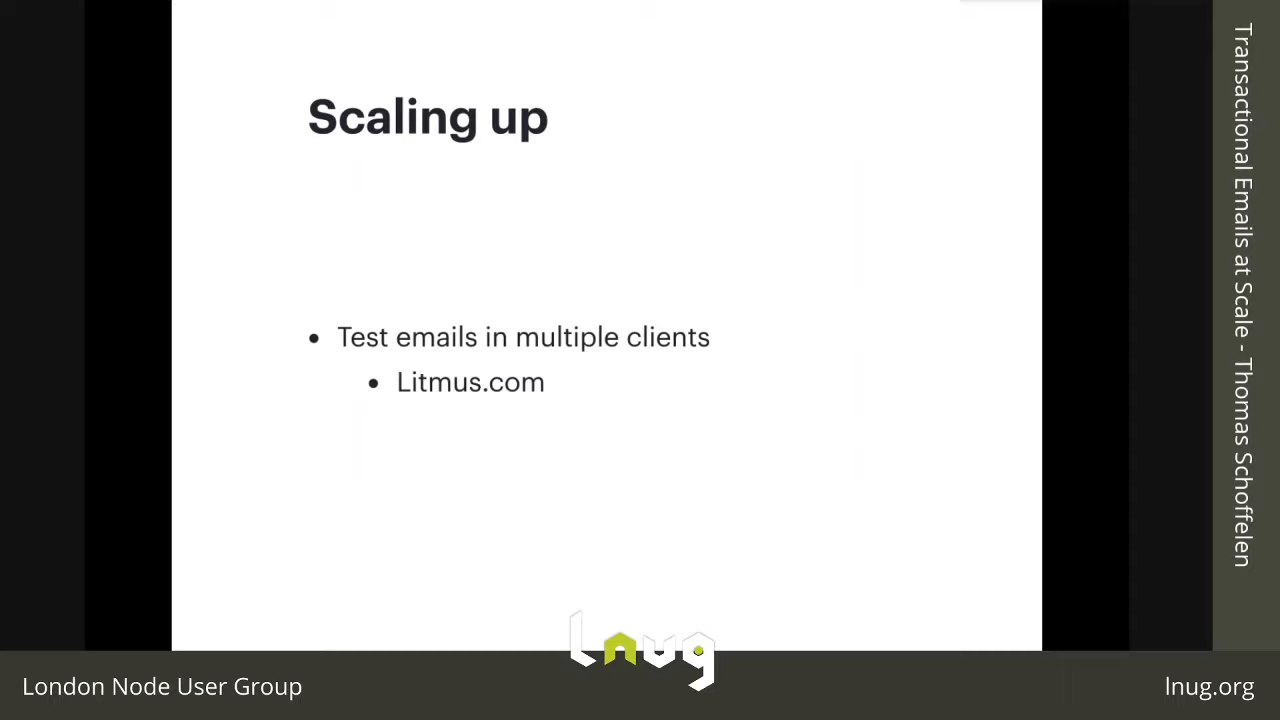 Scaling up
• Test emails in multiple clients
• Litmus.com
Transactional Emails at Scale - Thomas Schoffelen
lnug
London Node User Group
lnug.org